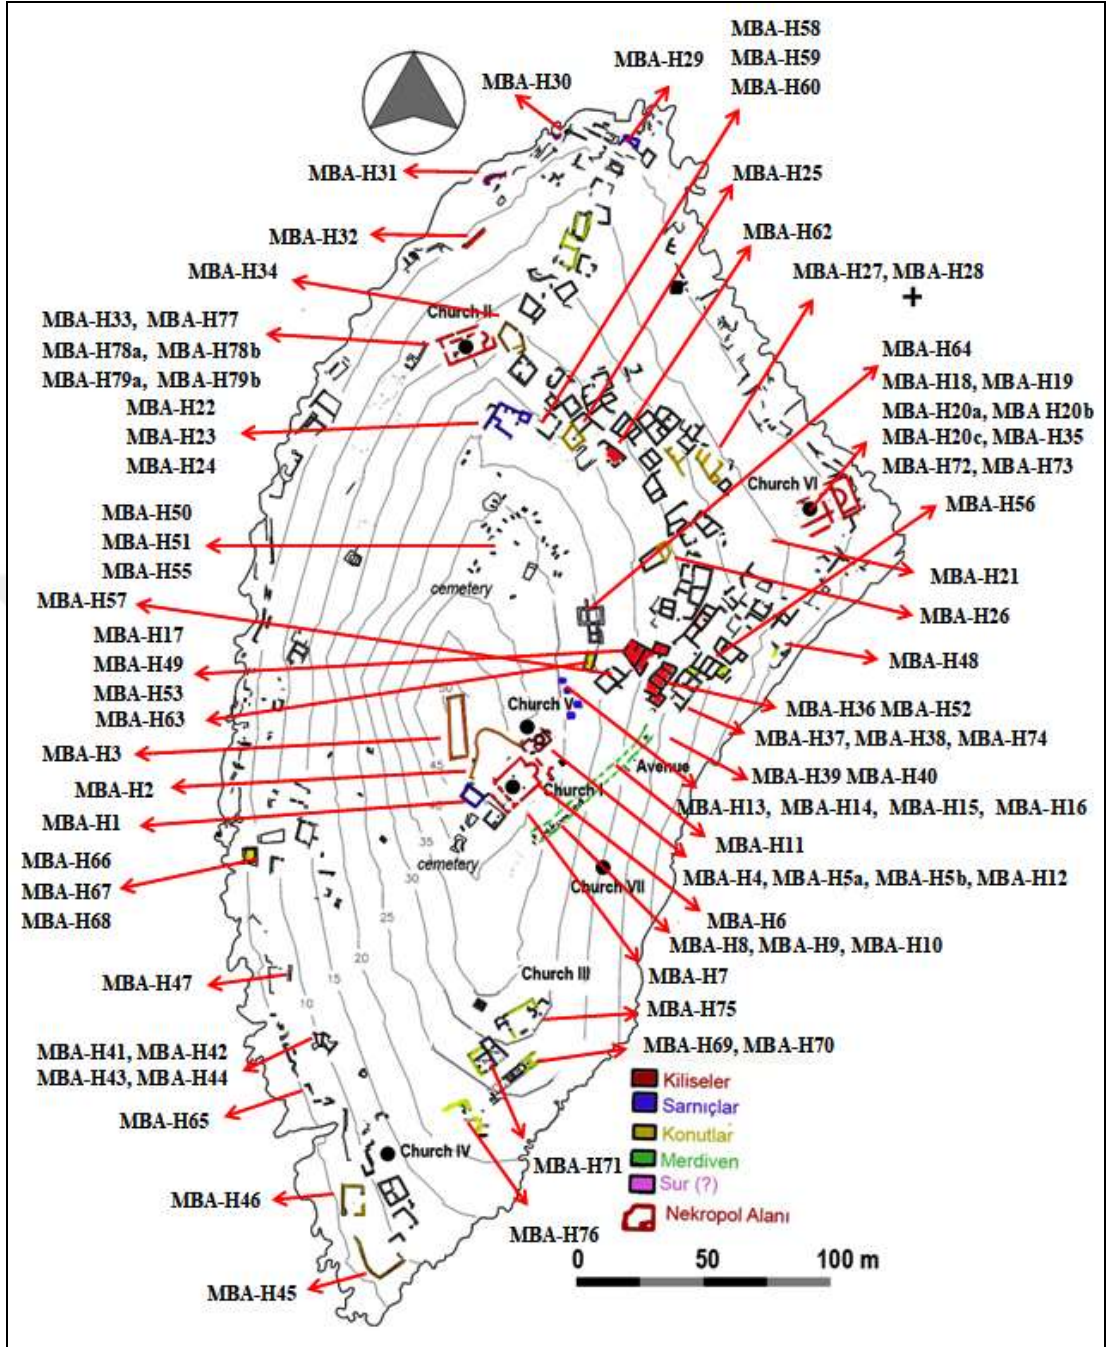 MBA-H58
MBA-H59
MBA-H60
MBA-H29
MBA-H30
MBA-H31
MBA-H25
MBA-H32
MBA-H62
MBA-H34
MBA-H27, MBA-H28
Church II
MBA-H33, MBA-H77
MBA-H78a, MBA-H78b
MBA-H79a, MBA-H79b
MBA-H64
MBA-H18, MBA-H19
MBA-H20a, MBA H20b
MBA-H20c, MBA-H35
MBA-H72, MBA-H73
MBA-H22
MBA-H23
MBA-H24
Church VI
MBA-H56
MBA-H50
MBA-H51
MBA-H55
cemetery
MBA-H21
MBA-H57
MBA-H26
MBA-H17
MBA-H49
MBA-H53
MBA-H63
MBA-H48
50
Church V
MBA-H36 MBA-H52
MBA-H37, MBA-H38, MBA-H74
MBA-H3
45
Avenue
MBA-H39 MBA-H40
MBA-H2
Church I
MBA-H13, MBA-H14, MBA-H15, MBA-H16
MBA-H1
40
35
MBA-H11
cemetery
30
MBA-H66
MBA-H67
MBA-H68
Church VII
MBA-H4, MBA-H5a, MBA-H5b, MBA-H12
MBA-H6
25
MBA-H8, MBA-H9, MBA-H10
20
Church III
MBA-H7
MBA-H47
15
10
MBA-H75
MBA-H41, MBA-H42
MBA-H43, MBA-H44
MBA-H69, MBA-H70
MBA-H65
Kiliseler
Sarnıçlar
Konutlar
Merdiven
Sur (?)
Nekropol Alanı
Church IV
MBA-H71
MBA-H46
MBA-H76
MBA-H45
0 50 100 m